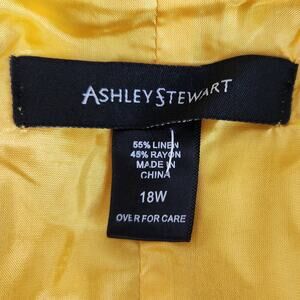 ASHLEY STEWART
55% LINEN
45% RAYON
MADE IN
CHINA
18W
OVER FOR CARE